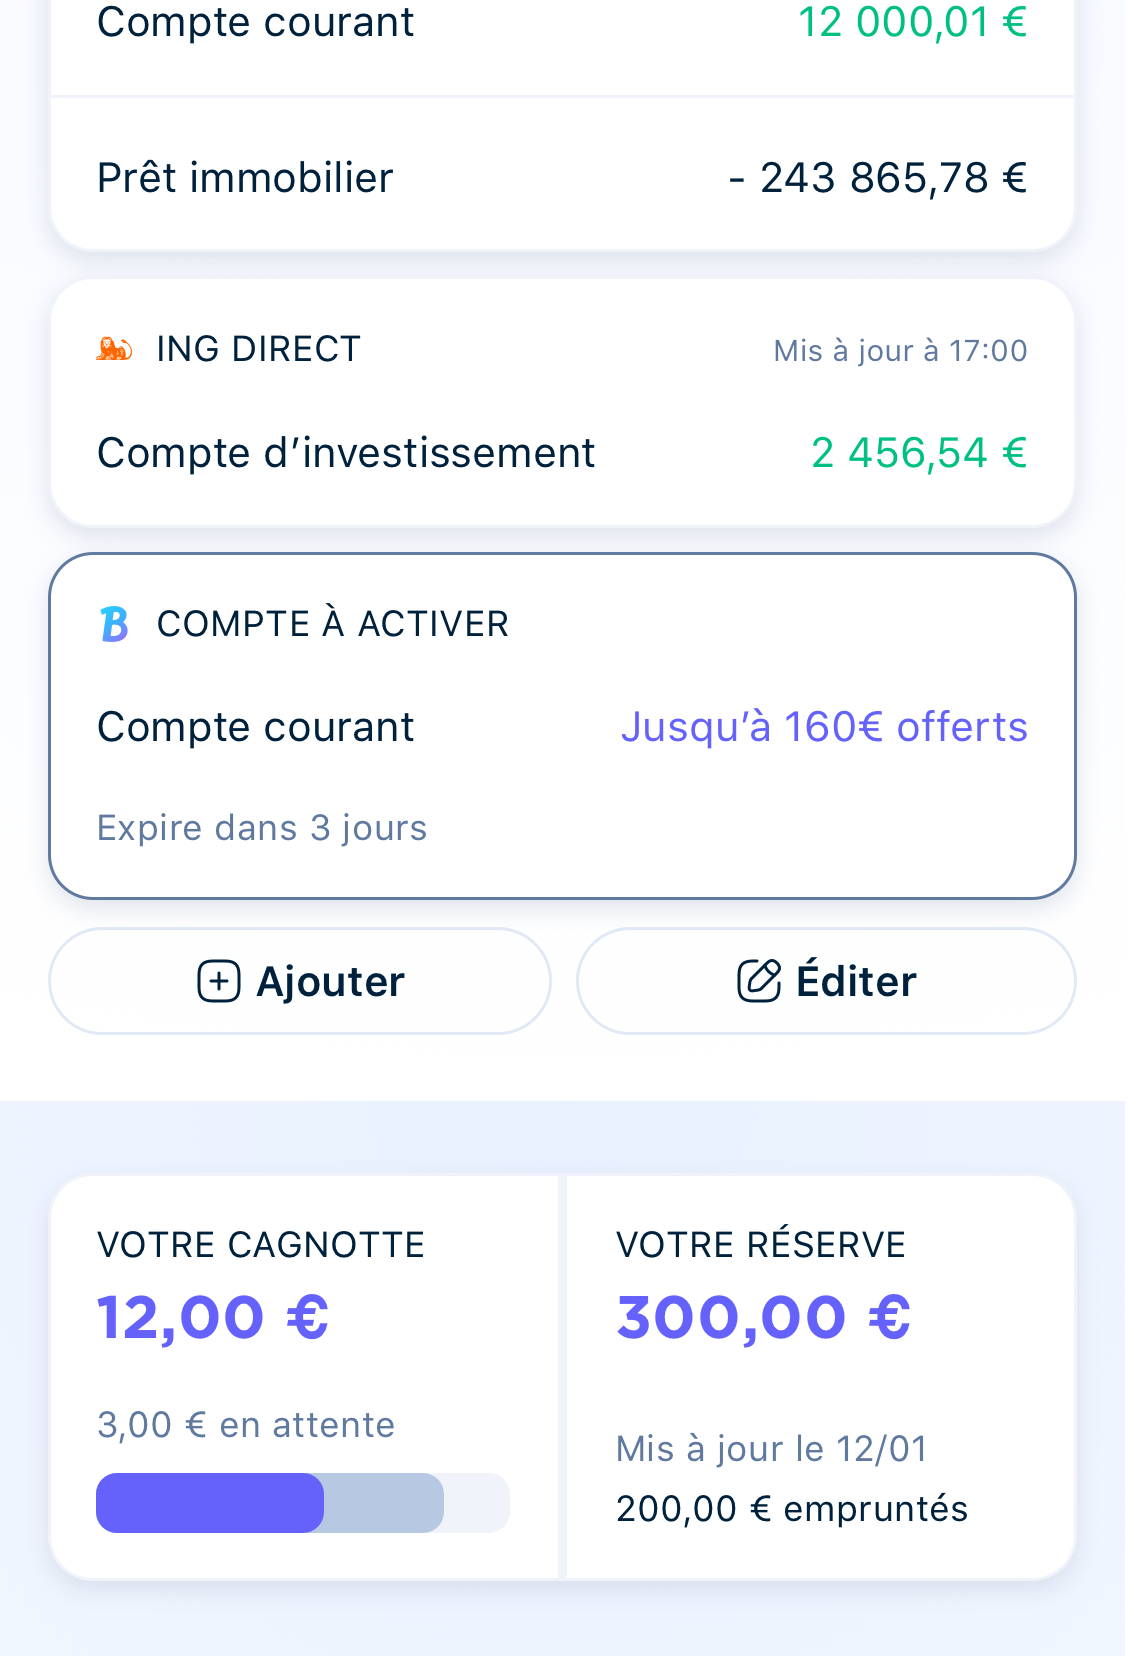 Compte courant 12 000,01 €
Prêt immobilier - 243 865,78 €
ING DIRECT Mis à jour à 17:00
Compte d’investissement 2 456,54 €
B COMPTE À ACTIVER
Compte courant Jusqu’à 160€ offerts
Expire dans 3 jours
Ajouter Éditer
VOTRE CAGNOTTE
12,00 €
3,00 € en attente
VOTRE RÉSERVE
300,00 €
Mis à jour le 12/01
200,00 € empruntés